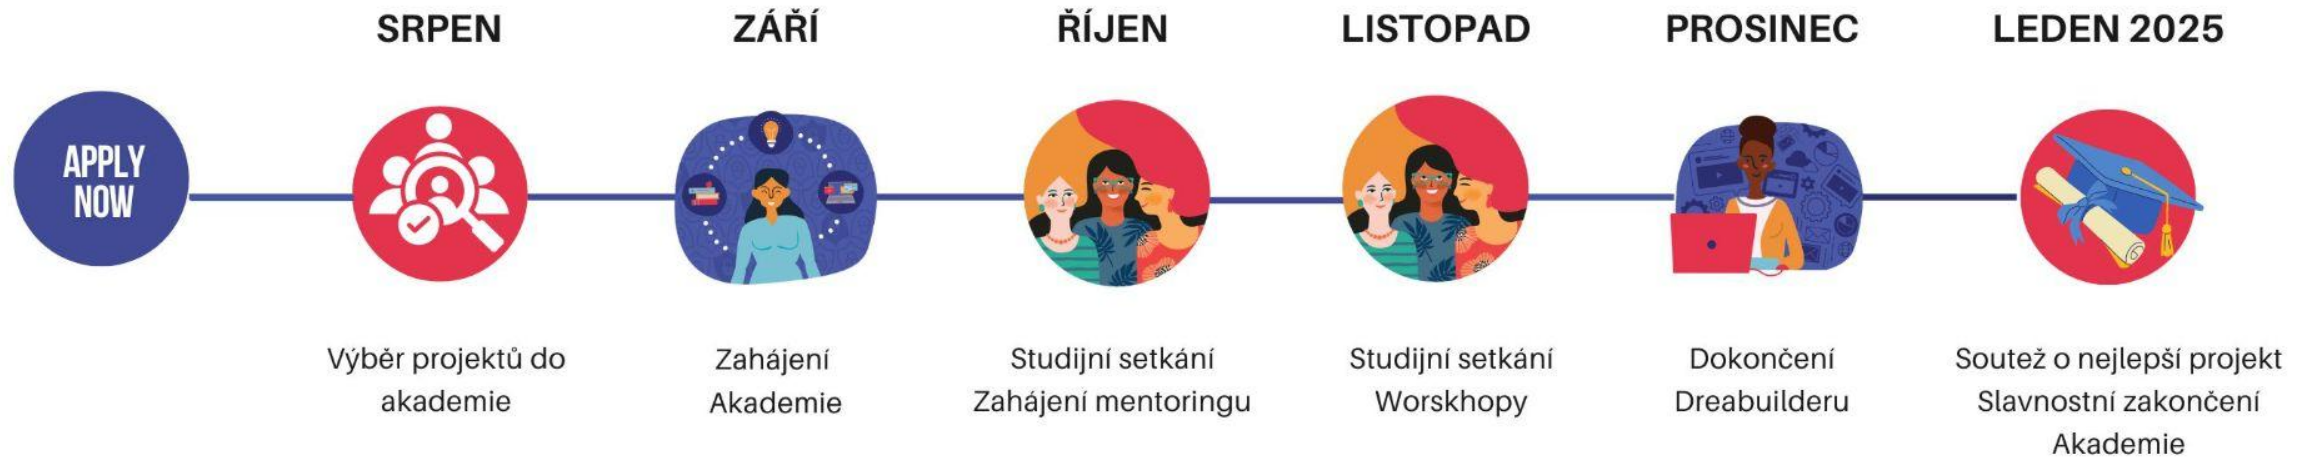 SRPEN
ZÁŘÍ
ŘÍJEN
LISTOPAD
PROSINEC
LEDEN 2025
APPLY
NOW
Výběr projektů do
akademie
Zahájení
Akademie
Studijní setkání
Zahájení mentoringu
Studijní setkání
Worskhopy
Dokončení
Dreabuilderu
Soutež o nejlepší projekt
Slavnostní zakončení
Akademie